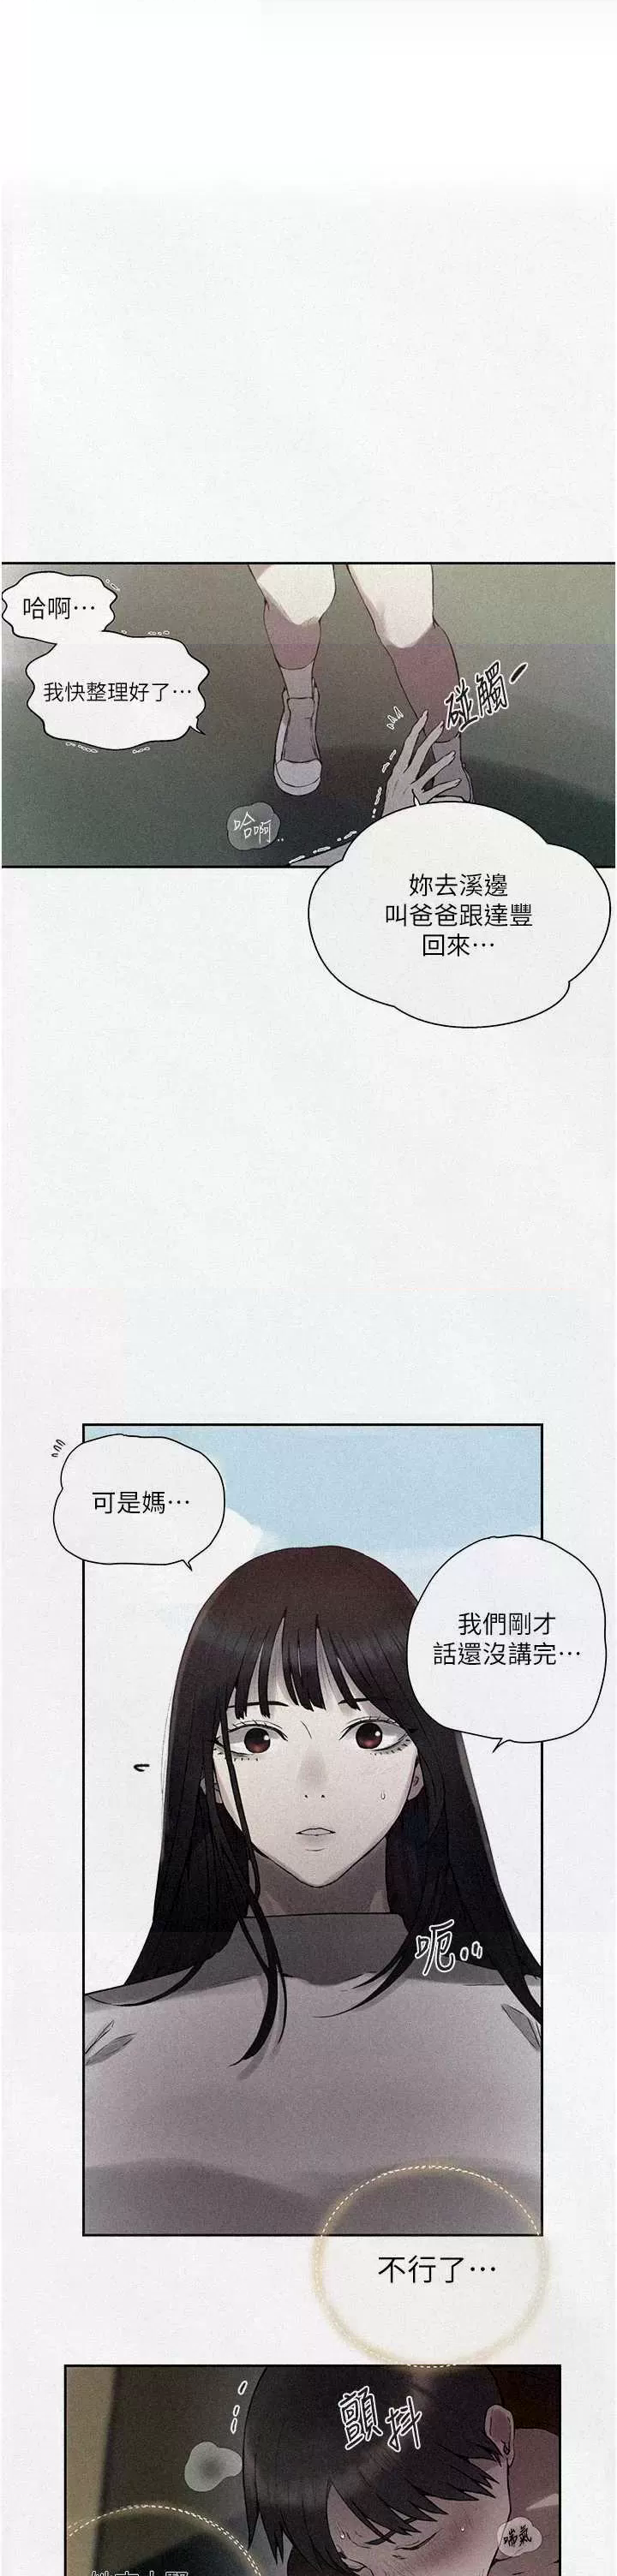 哈啊…
我快整理好了…
碰觸
哈啊
妳去溪邊
叫爸爸跟達豐
回來…
可是媽…
我們剛才
話還沒講完…
呃
不行了…
顫抖
喘氣